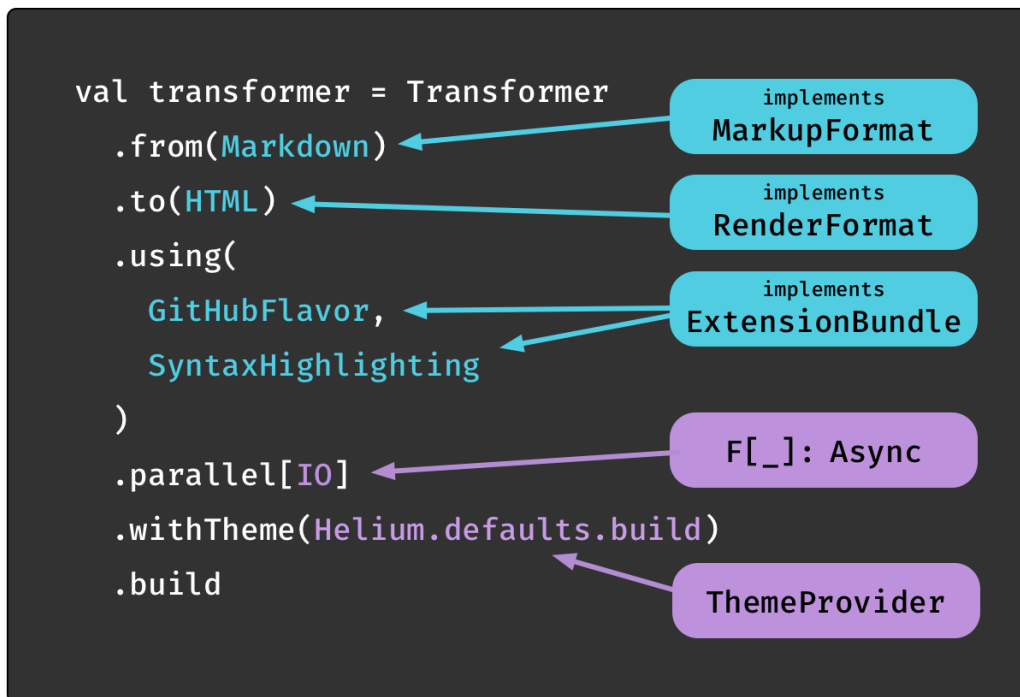 val transformer = Transformer
.from(Markdown)
.to(HTML)
.using(
GitHubFlavor,
SyntaxHighlighting
)
.parallel[IO]
.withTheme(Helium.defaults.build)
.build
implements
MarkupFormat
implements
RenderFormat
implements
ExtensionBundle
F[_]: Async
ThemeProvider